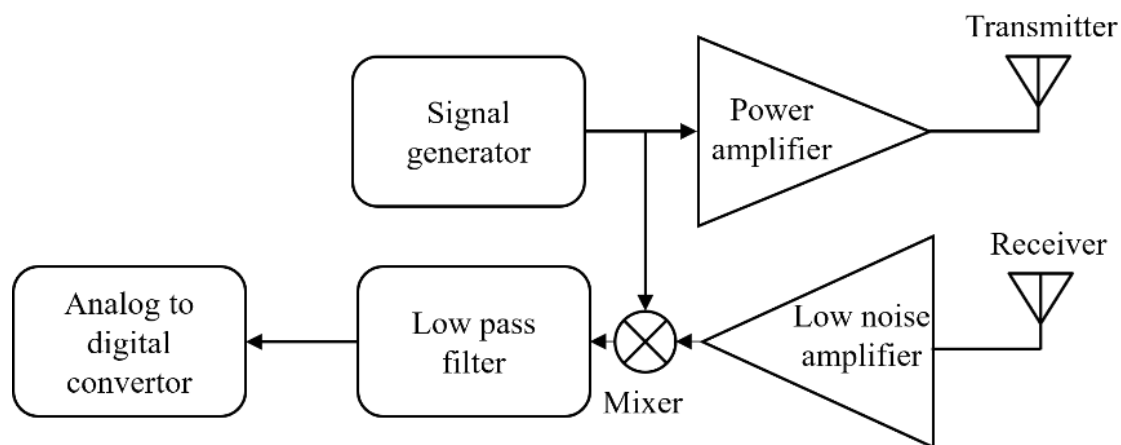 Transmitter
Signal
generator
Power
amplifier
Receiver
Analog to
digital
convertor
Low pass
filter
Mixer
Low noise
amplifier